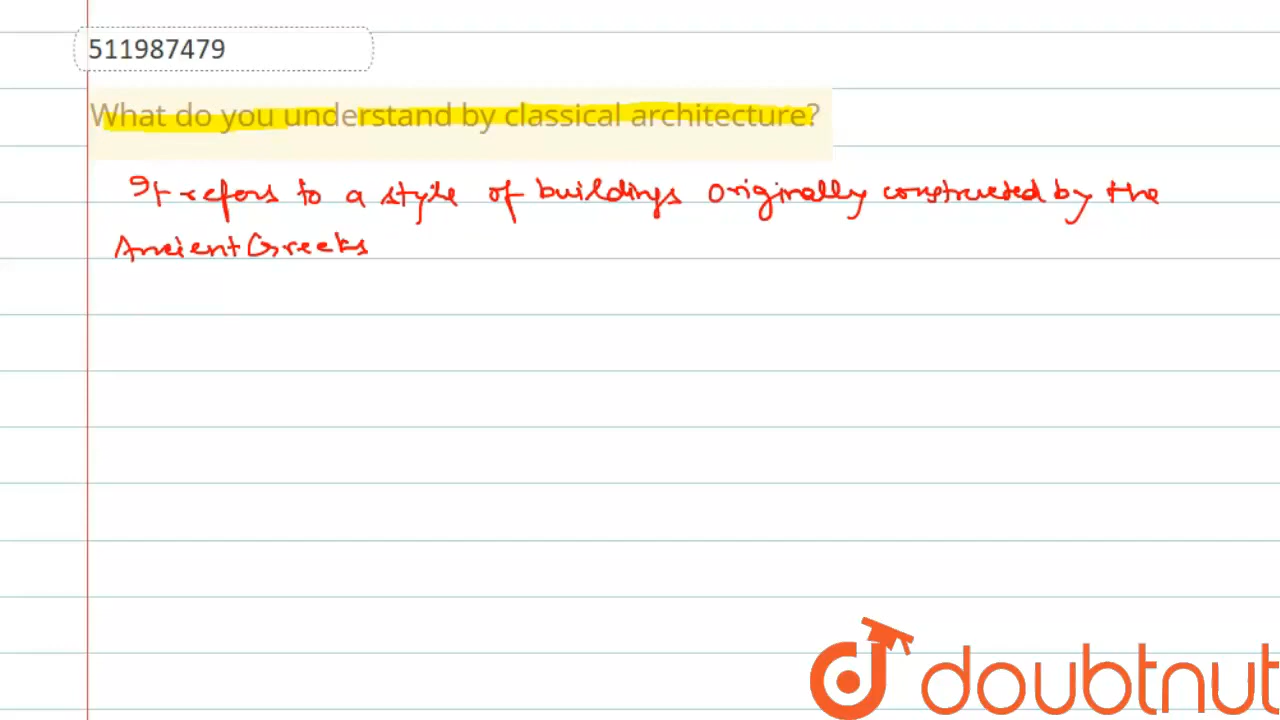 511987479
What do you understand by classical architecture?
It refers to a style of buildings originally constructed by the
Ancient Greeks
doubtnut